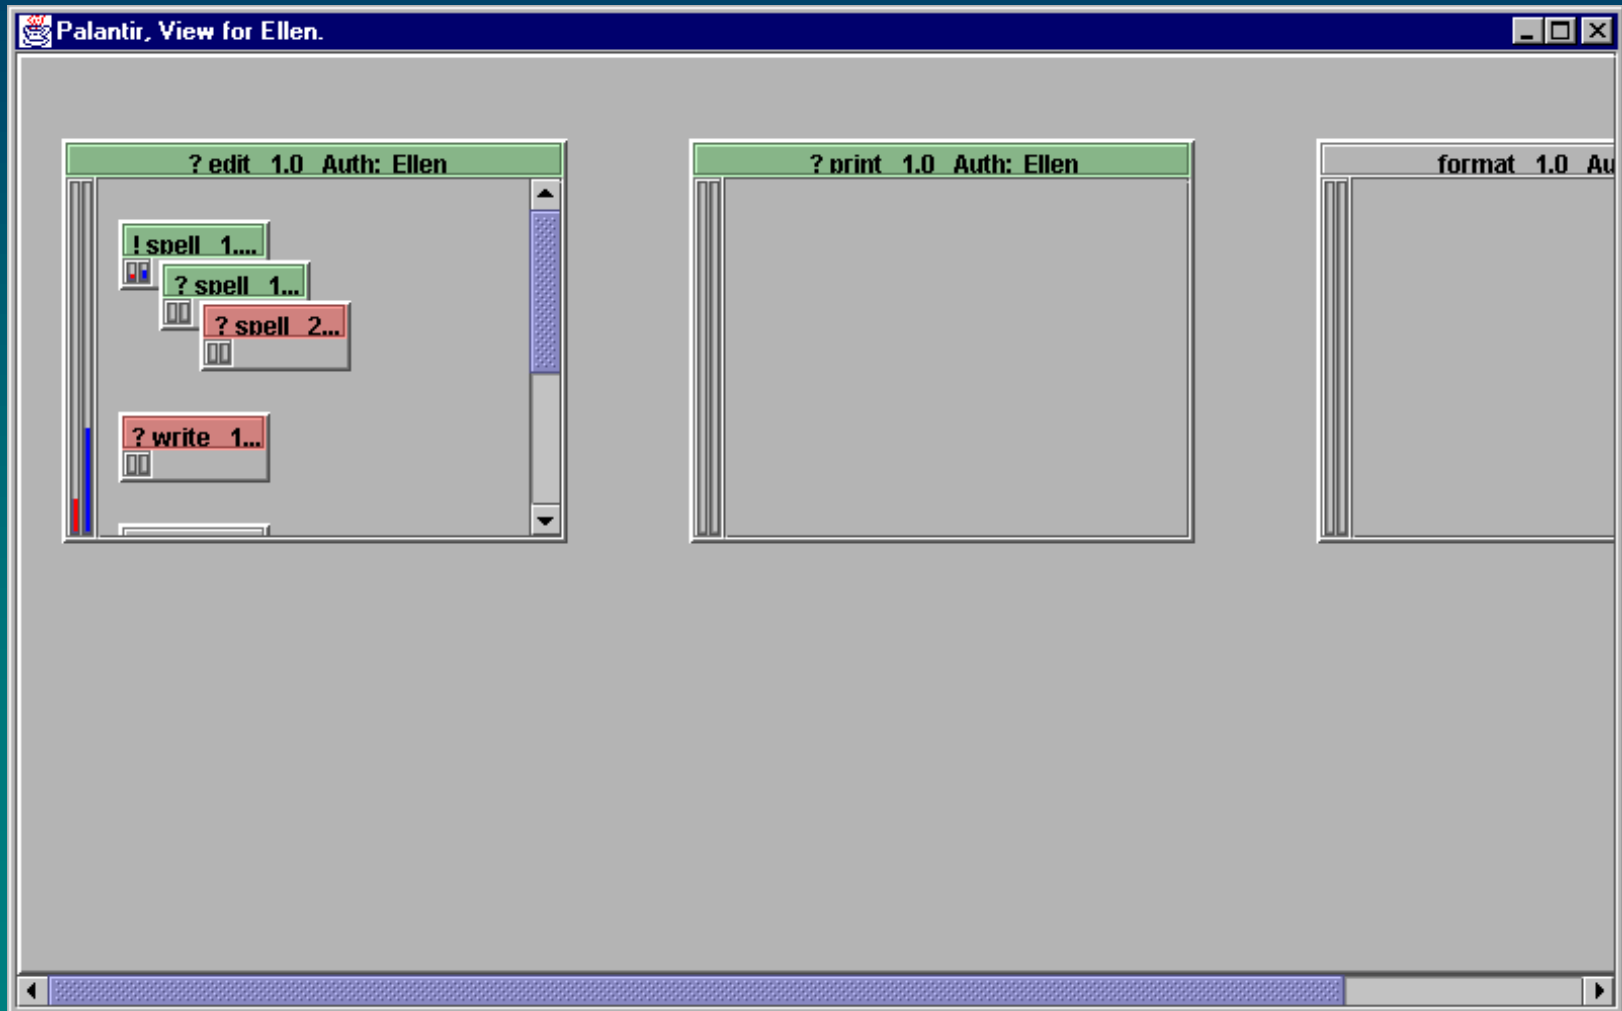 Palantir, View for Ellen.
? edit 1.0 Auth: Ellen
? print 1.0 Auth: Ellen
format 1.0 Au
! spell 1....
? spell 1...
? spell 2...
? write 1...